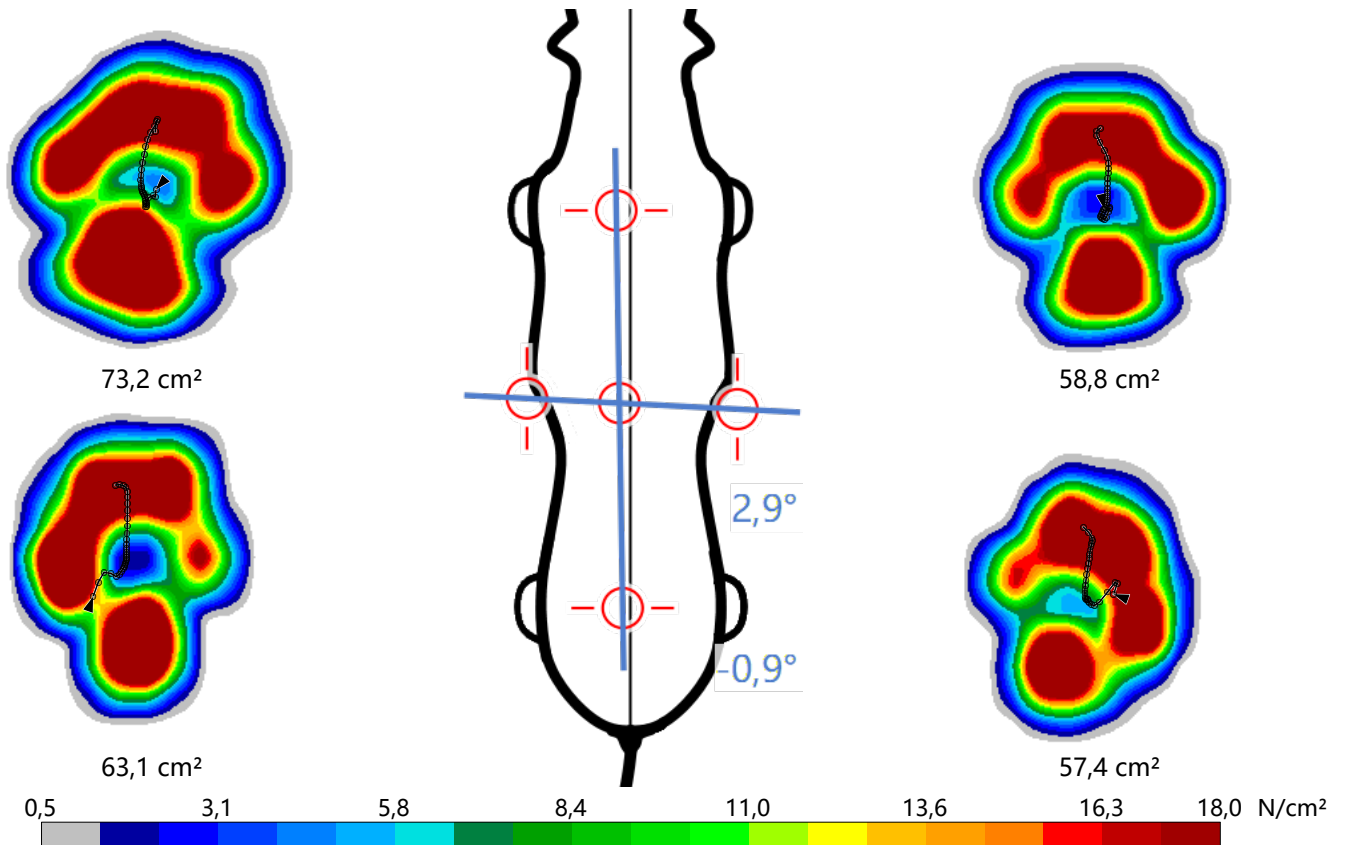 73,2 cm²
58,8 cm²
2,9°
-0,9°
63,1 cm²
57,4 cm²
0,5 3,1 5,8 8,4 11,0 13,6 16,3 18,0 N/cm²